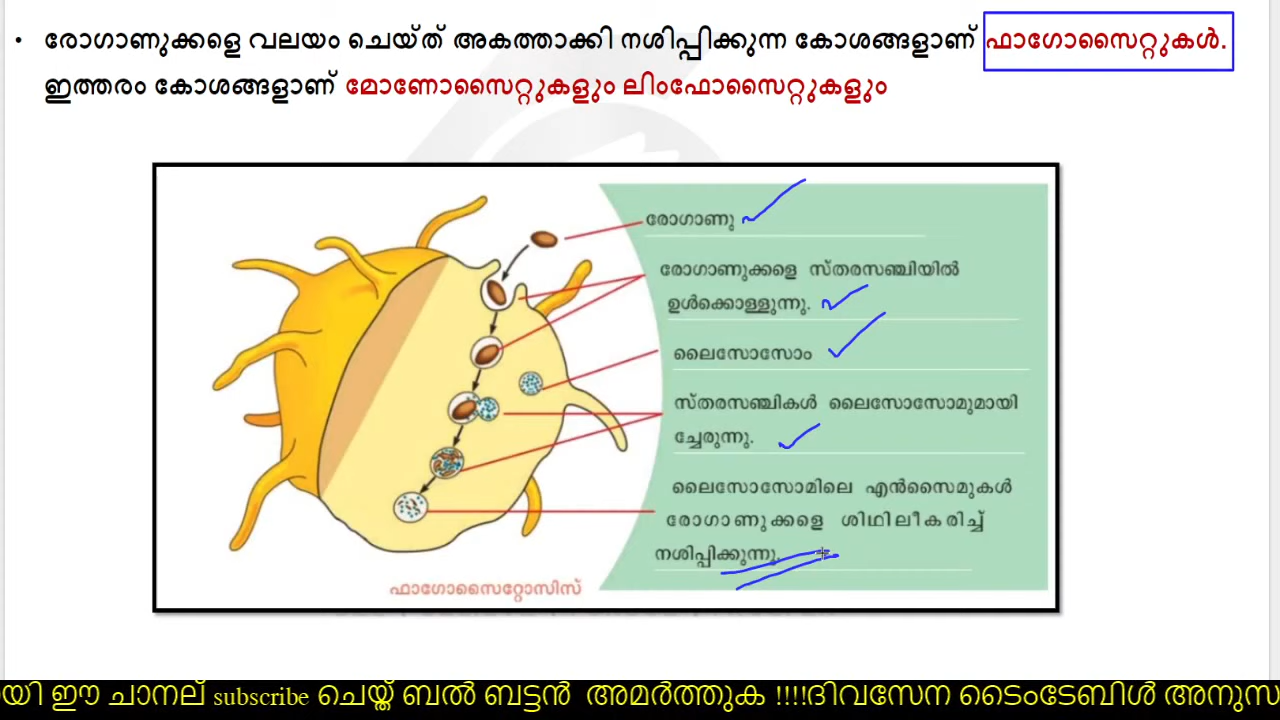 • രോഗാണുക്കളെ വലയം ചെയ്ത് അകത്താക്കി നശിപ്പിക്കുന്ന കോശങ്ങളാണ് ഫാഗോസൈറ്റുകൾ.
ഇത്തരം കോശങ്ങളാണ് മോണോസൈറ്റുകളും ലിംഫോസൈറ്റുകളും
രോഗാണു
രോഗാണുക്കളെ സ്തരസഞ്ചിയിൽ
ഉൾക്കൊള്ളുന്നു.
ലൈസോസോം
സ്തരസഞ്ചികൾ ലൈസോസോമുമായി
ച്ചേരുന്നു.
ലൈസോസോമിലെ എൻസൈമുകൾ
രോഗാണുക്കളെ ശിഥിലീകരിച്ച്
നശിപ്പിക്കുന്നു.
ഫാഗോസൈറ്റോസിസ്
യി ഈ ചാനല് subscribe ചെയ്ത് ബൽ ബട്ടൻ അമർത്തുക !!!!ദിവസേന ടൈംടേബിൾ അനുസ